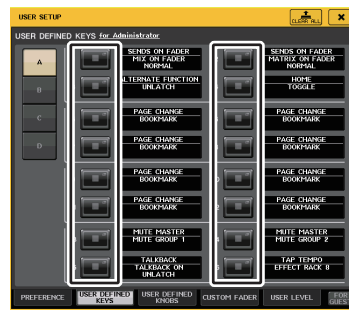 USER SETUP
CLEAR ALL
USER DEFINED KEYS for Administrator
A
B
C
D
SENDS ON FADER
MIX ON FADER
NORMAL
ALTERNATE FUNCTION
UNLATCH
PAGE CHANGE
BOOKMARK
PAGE CHANGE
BOOKMARK
PAGE CHANGE
BOOKMARK
PAGE CHANGE
BOOKMARK
MUTE MASTER
MUTE GROUP 1
TALKBACK
TALKBACK ON
UNLATCH
SENDS ON FADER
MATRIX ON FADER
NORMAL
HOME
TOGGLE
PAGE CHANGE
BOOKMARK
PAGE CHANGE
BOOKMARK
PAGE CHANGE
BOOKMARK
PAGE CHANGE
BOOKMARK
MUTE MASTER
MUTE GROUP 2
TAP TEMPO
EFFECT RACK 8
PREFERENCE
USER DEFINED
KEYS
USER DEFINED
KNOBS
CUSTOM FADER
USER LEVEL
FOR
GUEST